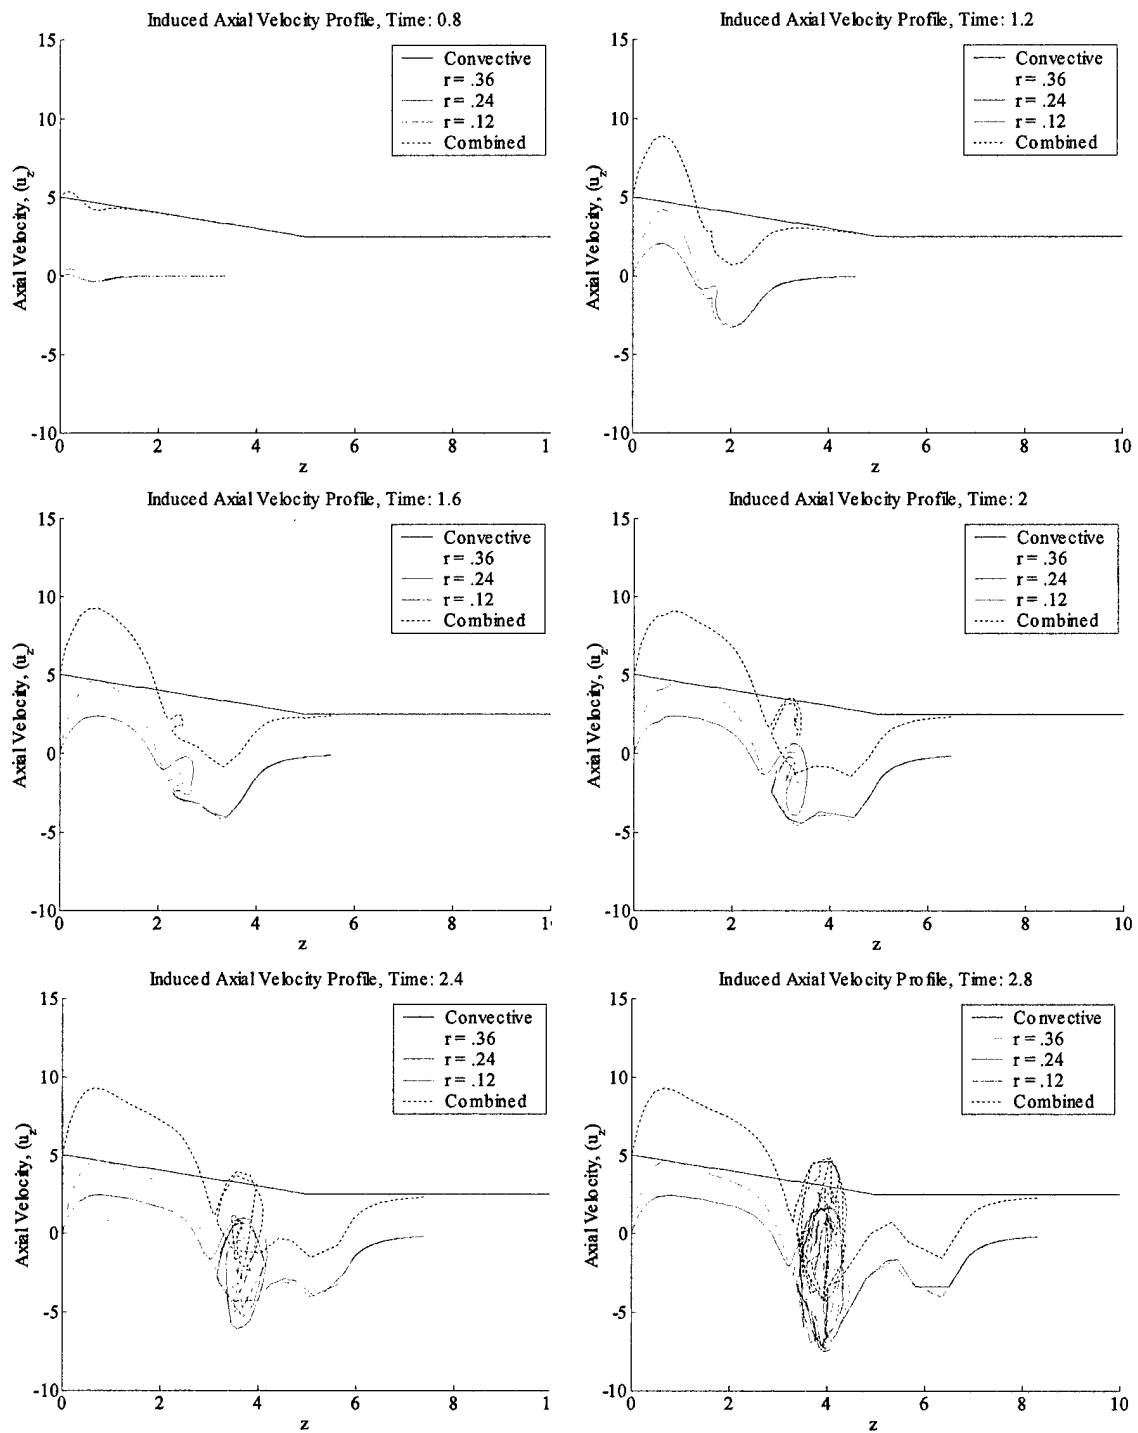 Induced Axial Velocity Profile, Time: 0.8
15
10
5
0
-5
-10
Axial Velocity, (u_z)
Convective
r = .36
r = .24
r = .12
Combined
0 2 4 6 8 1
z
Induced Axial Velocity Profile, Time: 1.2
15
10
5
0
-5
-10
Axial Velocity, (u_z)
Convective
r = .36
r = .24
r = .12
Combined
0 2 4 6 8 10
z
Induced Axial Velocity Profile, Time: 1.6
15
10
5
0
-5
-10
Axial Velocity, (u_z)
Convective
r = .36
r = .24
r = .12
Combined
0 2 4 6 8 1
z
Induced Axial Velocity Profile, Time: 2
15
10
5
0
-5
-10
Axial Velocity, (u_z)
Convective
r = .36
r = .24
r = .12
Combined
0 2 4 6 8 10
z
Induced Axial Velocity Profile, Time: 2.4
15
10
5
0
-5
-10
Axial Velocity, (u_z)
Convective
r = .36
r = .24
r = .12
Combined
0 2 4 6 8 1
z
Induced Axial Velocity Profile, Time: 2.8
15
10
5
0
-5
-10
Axial Velocity, (u_z)
Convective
r = .36
r = .24
r = .12
Combined
0 2 4 6 8 10
z